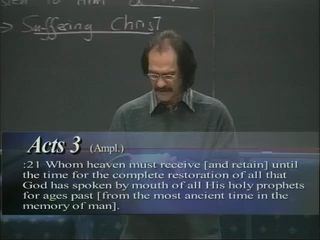 to Him
→ Suffering Christ
Acts 3 (Ampl.)
:21 Whom heaven must receive [and retain] until
the time for the complete restoration of all that
God has spoken by mouth of all His holy prophets
for ages past [from the most ancient time in the
memory of man].